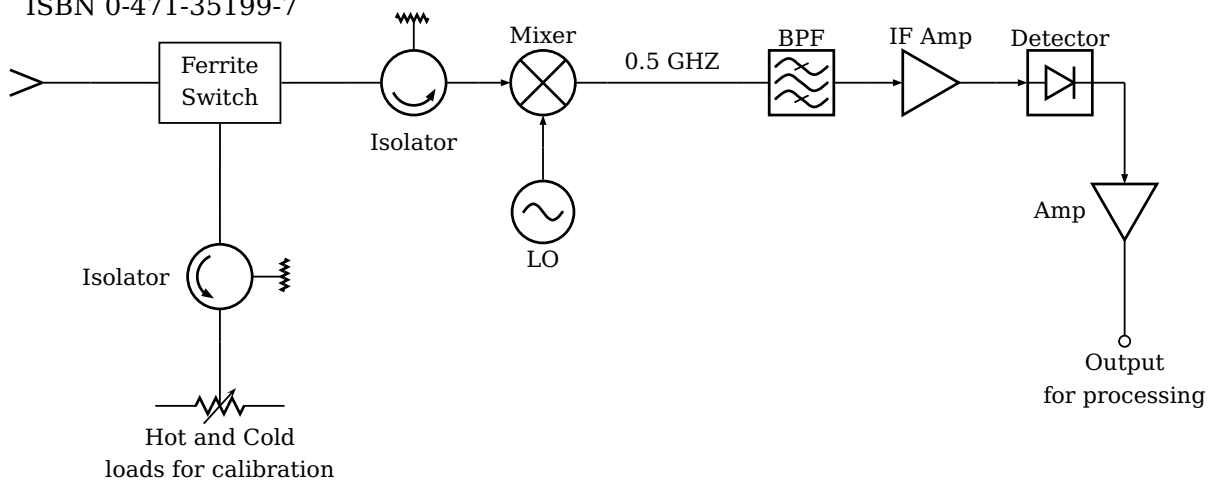 ISBN 0-471-35199-7
Ferrite
Switch
Isolator
Mixer
LO
0.5 GHZ
BPF
IF Amp
Detector
Amp
Output
for processing
Isolator
Hot and Cold
loads for calibration